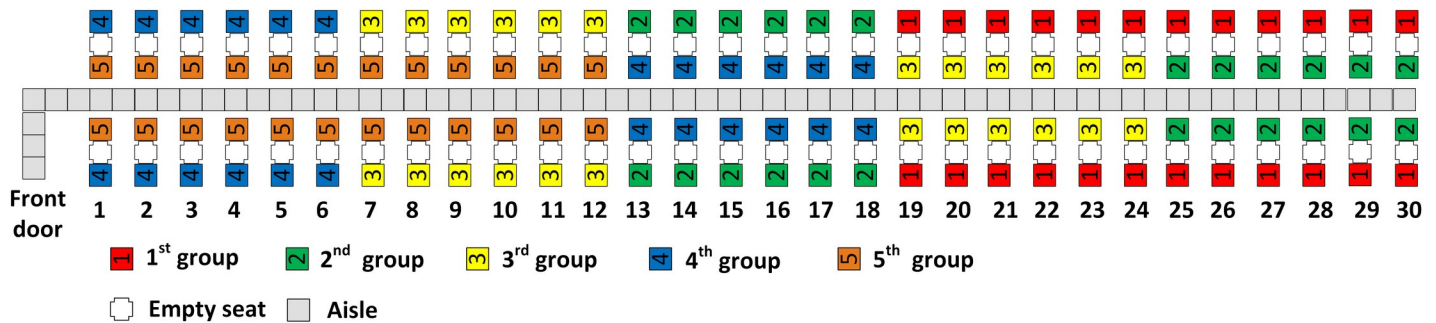 4 4 4 4 4 4 3 3 3 3 3 3 2 2 2 2 2 2 1 1 1 1 1 1 1 1 1 1 1 1
5 5 5 5 5 5 5 5 5 5 5 5 4 4 4 4 4 4 3 3 3 3 3 3 2 2 2 2 2 2
5 5 5 5 5 5 5 5 5 5 5 5 4 4 4 4 4 4 3 3 3 3 3 3 2 2 2 2 2 2
4 4 4 4 4 4 3 3 3 3 3 3 2 2 2 2 2 2 1 1 1 1 1 1 1 1 1 1 1 1
Front
door
1 2 3 4 5 6 7 8 9 10 11 12 13 14 15 16 17 18 19 20 21 22 23 24 25 26 27 28 29 30
1 1st group 2 2nd group 3 3rd group 4 4th group 5 5th group
Empty seat Aisle